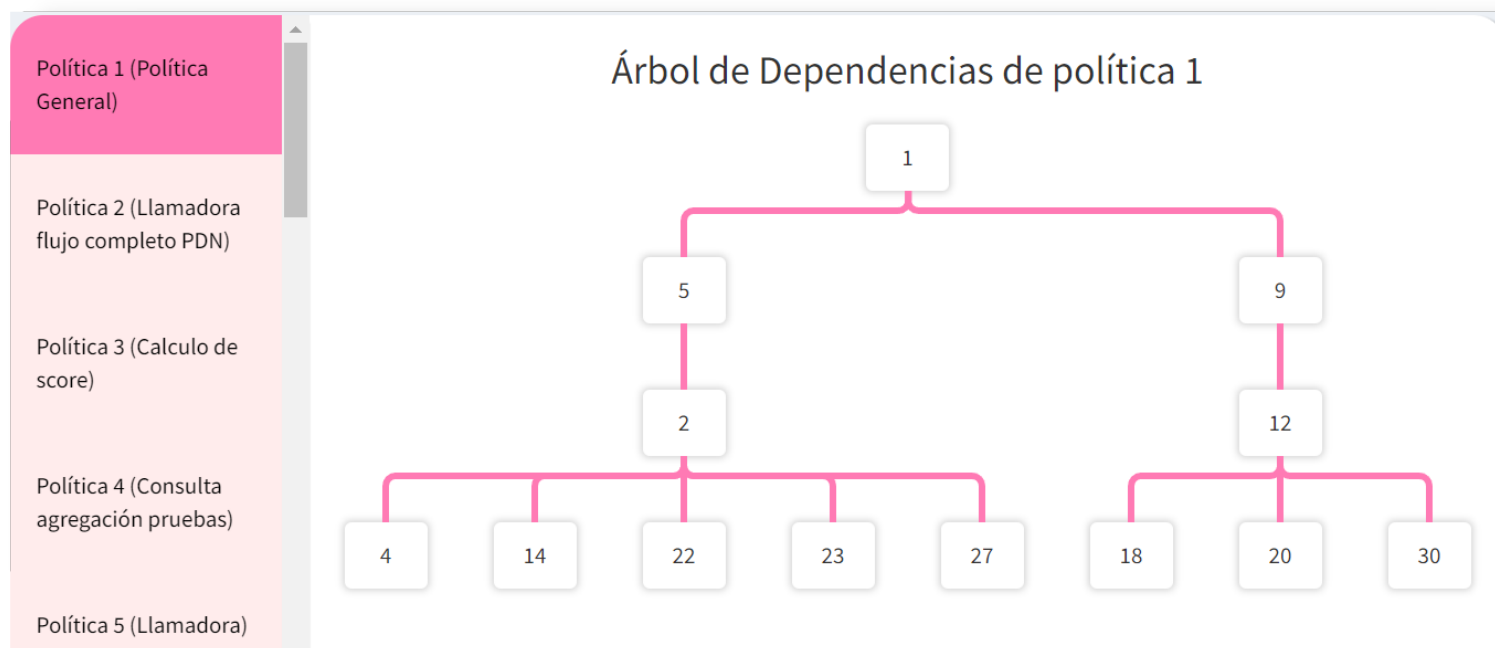 Política 1 (Política
General)
Política 2 (Llamadora
flujo completo PDN)
Política 3 (Calculo de
score)
Política 4 (Consulta
agregación pruebas)
Política 5 (Llamadora)
Árbol de Dependencias de política 1
1
5 9
2 12
4 14 22 23 27 18 20 30